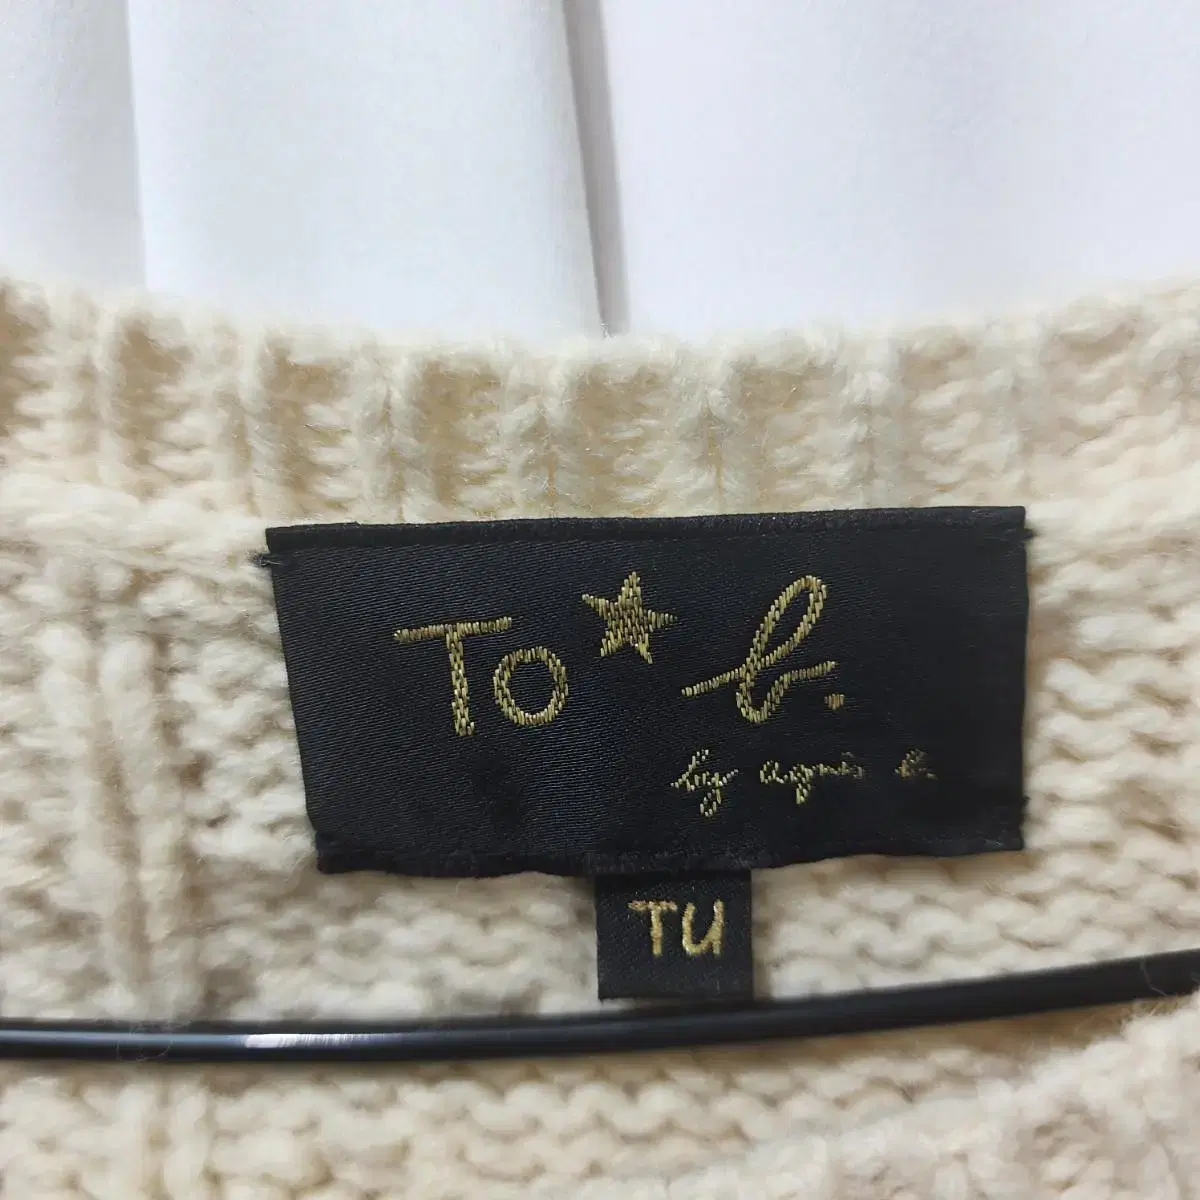 To★b.
by agnès b.
TU